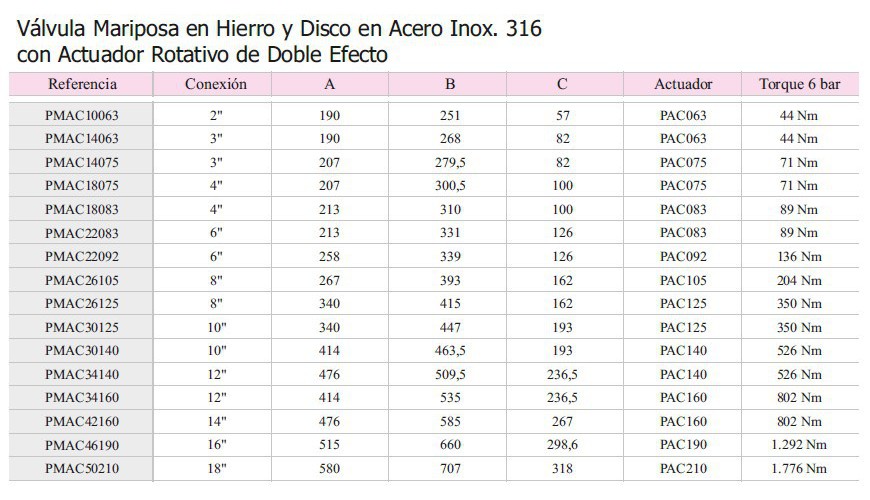 Válvula Mariposa en Hierro y Disco en Acero Inox. 316
con Actuador Rotativo de Doble Efecto
Referencia Conexión A B C Actuador Torque 6 bar
PMAC10063 2" 190 251 57 PAC063 44 Nm
PMAC14063 3" 190 268 82 PAC063 44 Nm
PMAC14075 3" 207 279,5 82 PAC075 71 Nm
PMAC18075 4" 207 300,5 100 PAC075 71 Nm
PMAC18083 4" 213 310 100 PAC083 89 Nm
PMAC22083 6" 213 331 126 PAC083 89 Nm
PMAC22092 6" 258 339 126 PAC092 136 Nm
PMAC26105 8" 267 393 162 PAC105 204 Nm
PMAC26125 8" 340 415 162 PAC125 350 Nm
PMAC30125 10" 340 447 193 PAC125 350 Nm
PMAC30140 10" 414 463,5 193 PAC140 526 Nm
PMAC34140 12" 476 509,5 236,5 PAC140 526 Nm
PMAC34160 12" 414 535 236,5 PAC160 802 Nm
PMAC42160 14" 476 585 267 PAC160 802 Nm
PMAC46190 16" 515 660 298,6 PAC190 1.292 Nm
PMAC50210 18" 580 707 318 PAC210 1.776 Nm